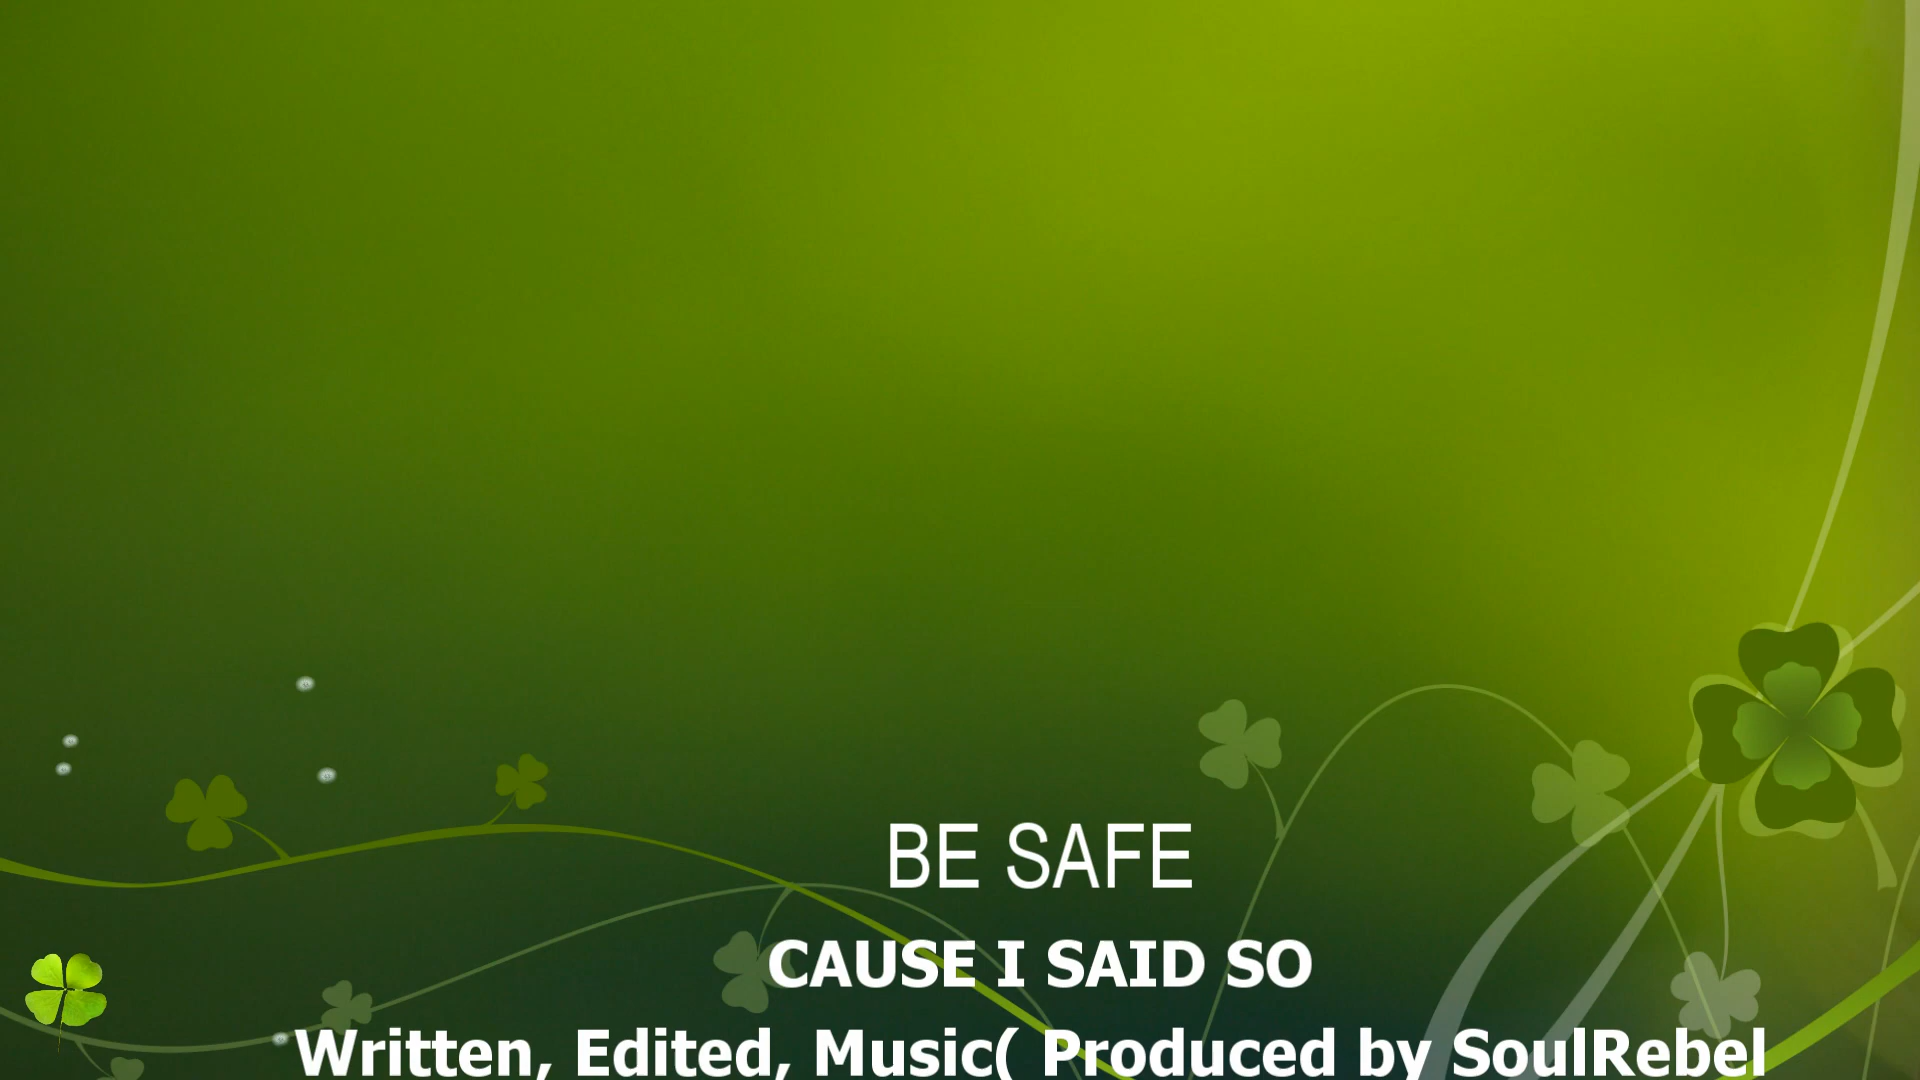 BE SAFE
CAUSE I SAID SO
Written, Edited, Music( Produced by SoulRebel